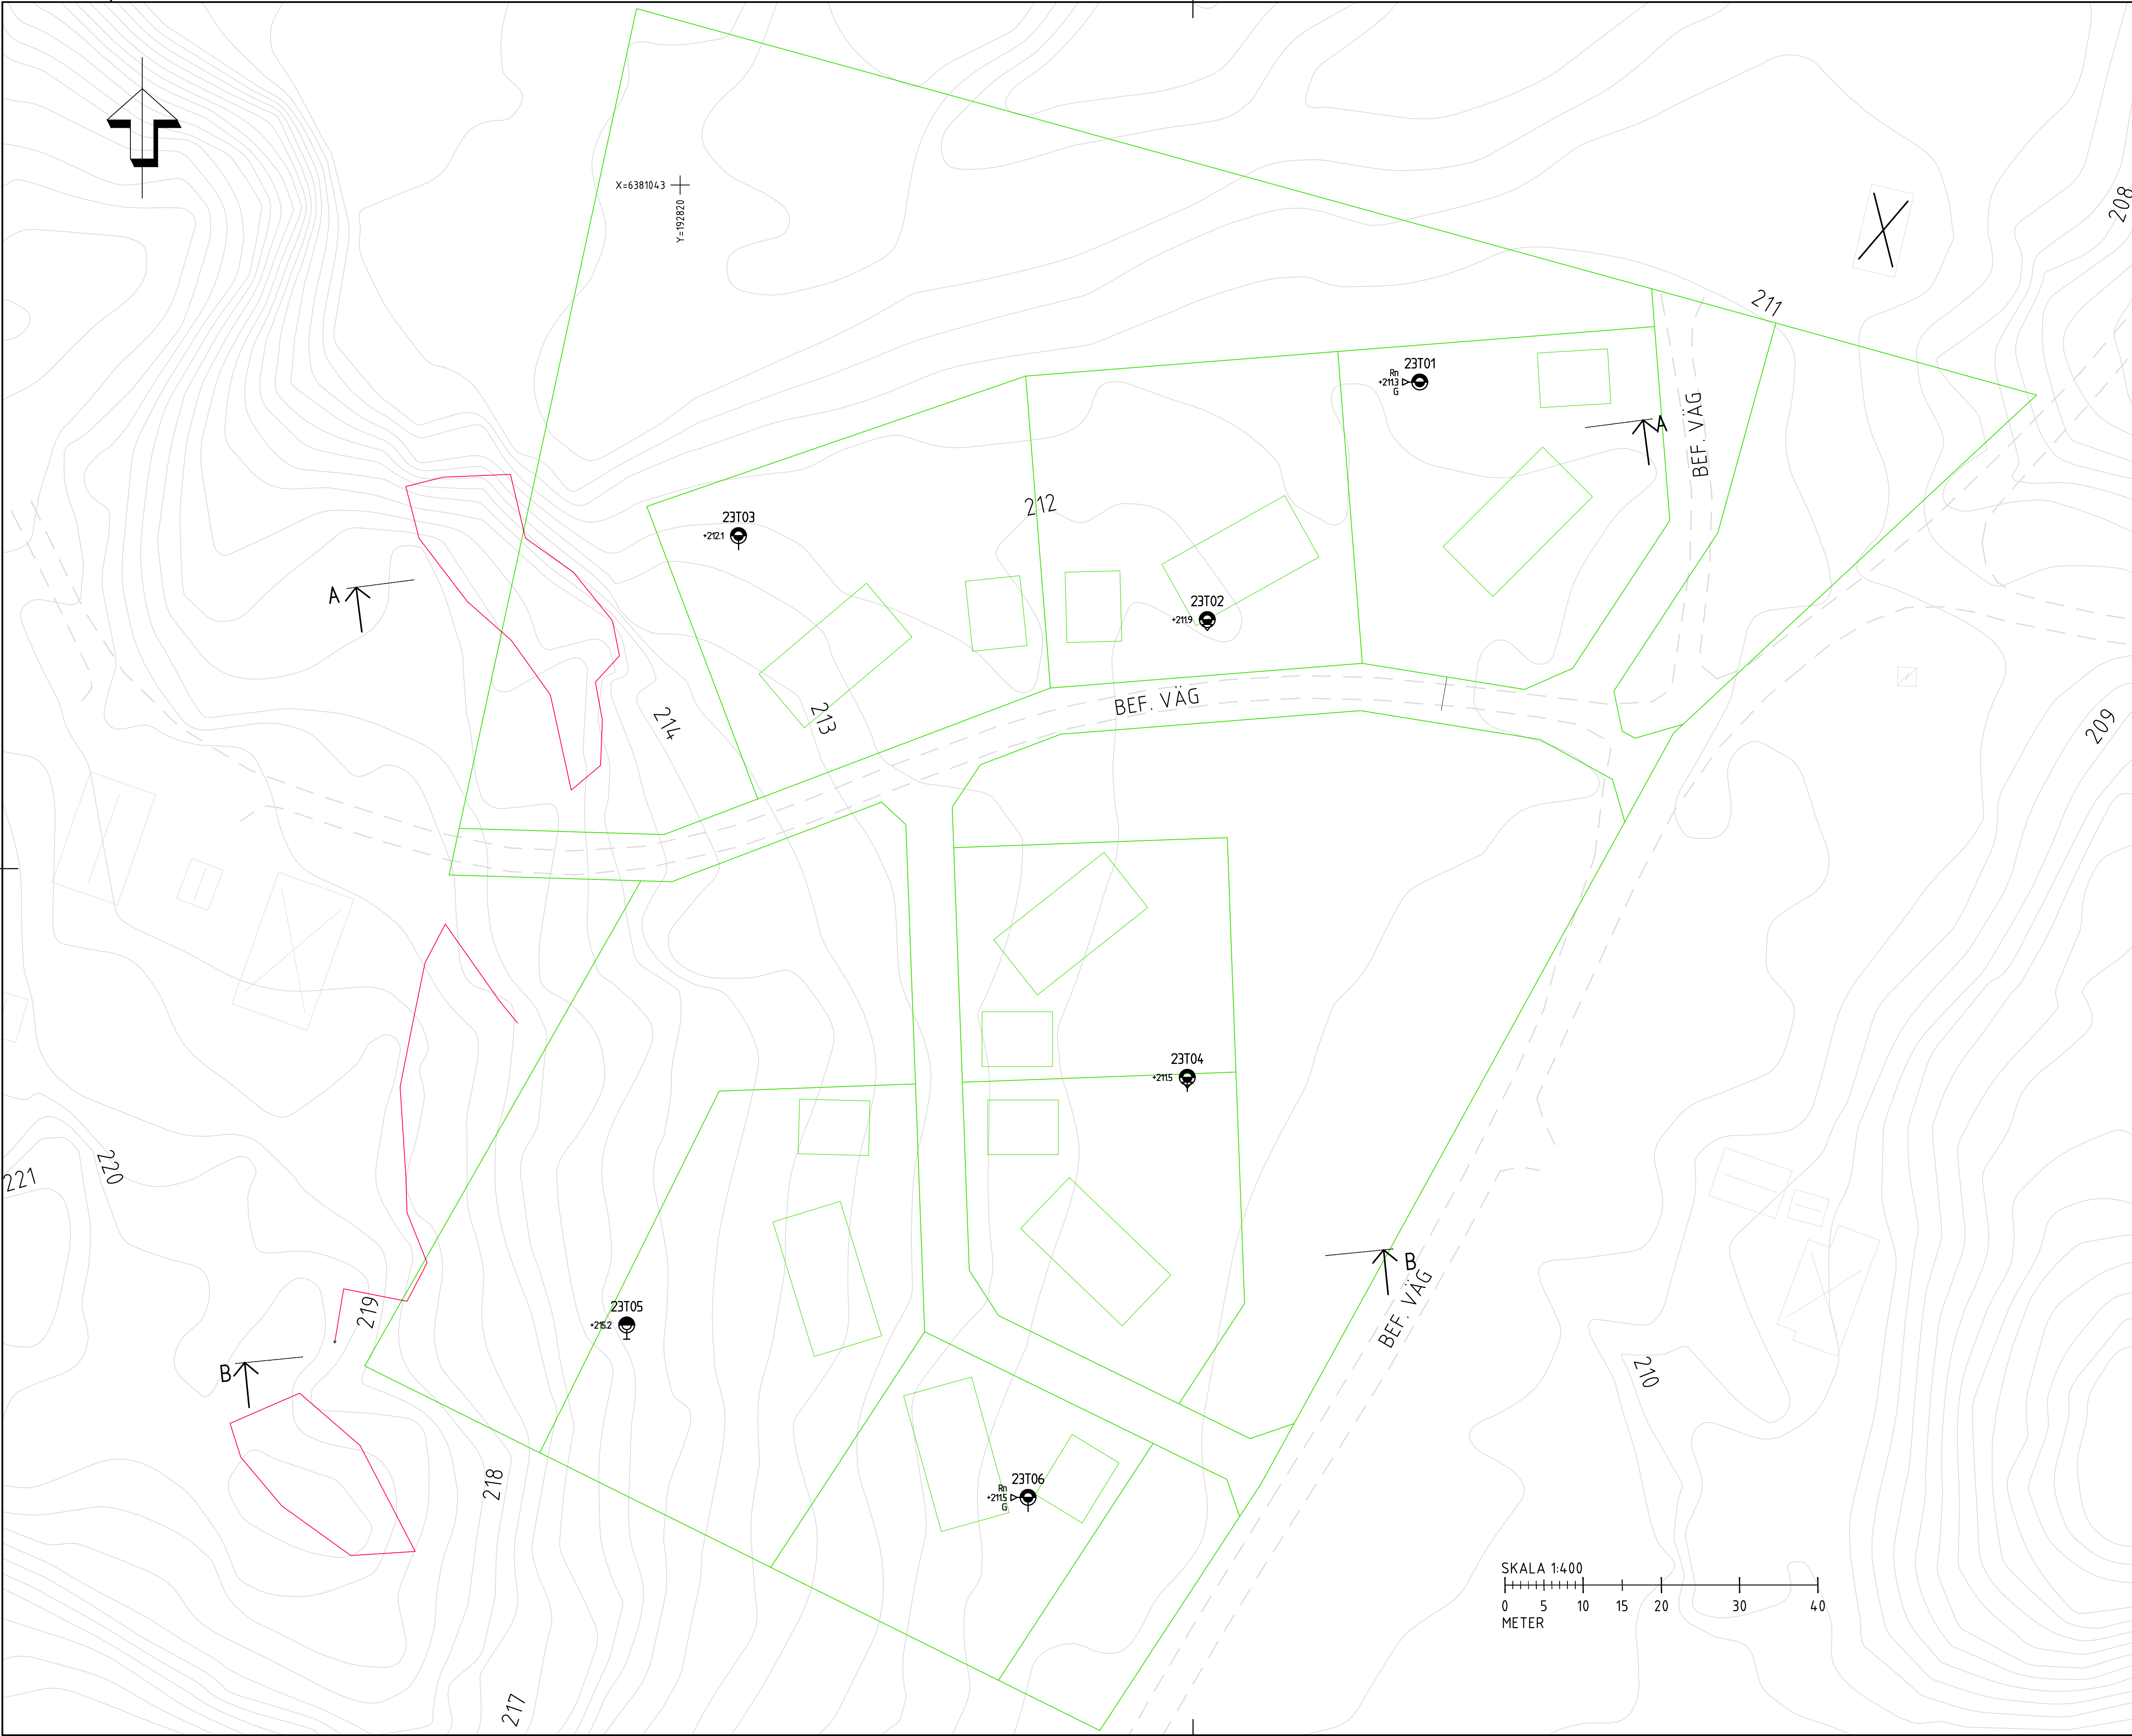 208
X=6381043
Y=192820
211
23T01
Rn
+211.3
G
A
BEF. VÄG
212
23T03
+212.1
A
23T02
+211.9
BEF. VÄG
214
213
209
23T04
+211.5
220
221
B
BEF. VÄG
219
23T05
+215.2
B
210
218
23T06
Rn
+211.5
G
SKALA 1:400
0 5 10 15 20 30 40
METER
217